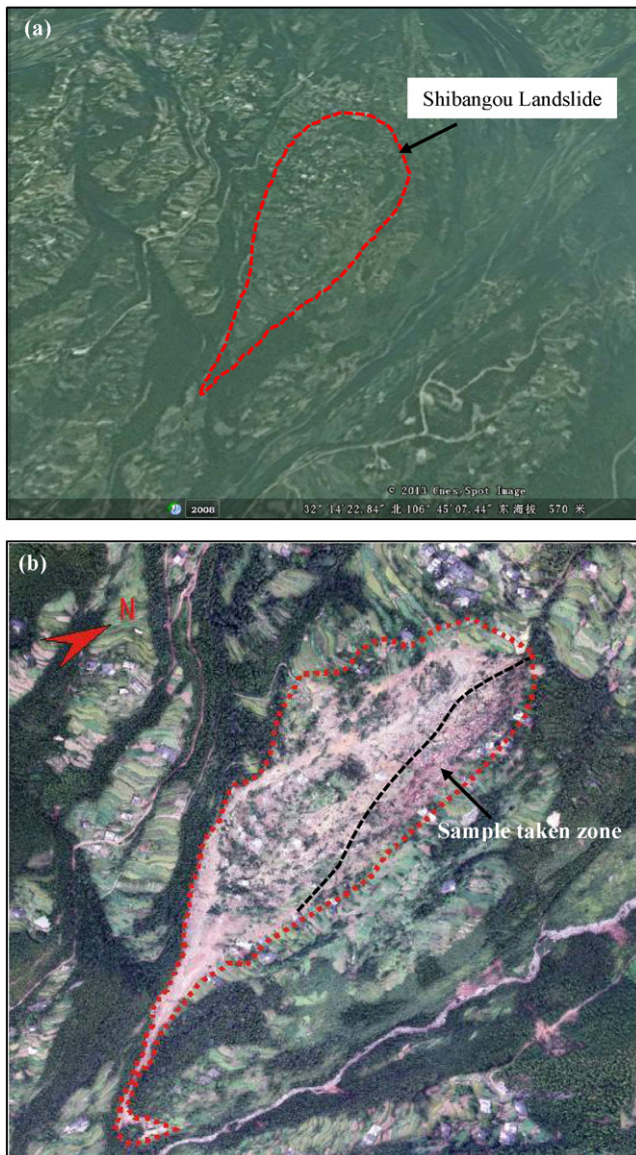 (a)
Shibangou Landslide
© 2013 Cnes/Spot Image
2008
32° 14'22.84" 北 106° 45'07.44" 东 海拔 570 米
(b)
N
Sample taken zone